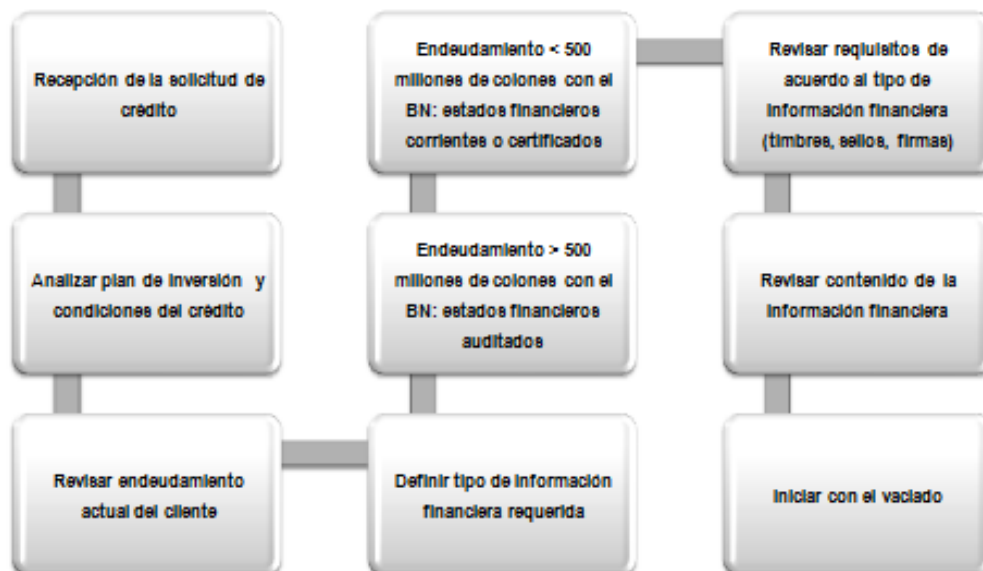 Recepción de la solicitud de
crédito
Analizar plan de inversión y
condiciones del crédito
Revisar endeudamiento
actual del cliente
Definir tipo de información
financiera requerida
Endeudamiento > 500
millones de colones con el
BN: estados financieros
auditados
Endeudamiento < 500
millones de colones con el
BN: estados financieros
corrientes o certificados
Revisar reqiuisitos de
acuerdo al tipo de
información financiera
(timbres, sellos, firmas)
Revisar contenido de la
información financiera
Iniciar con el vaciado